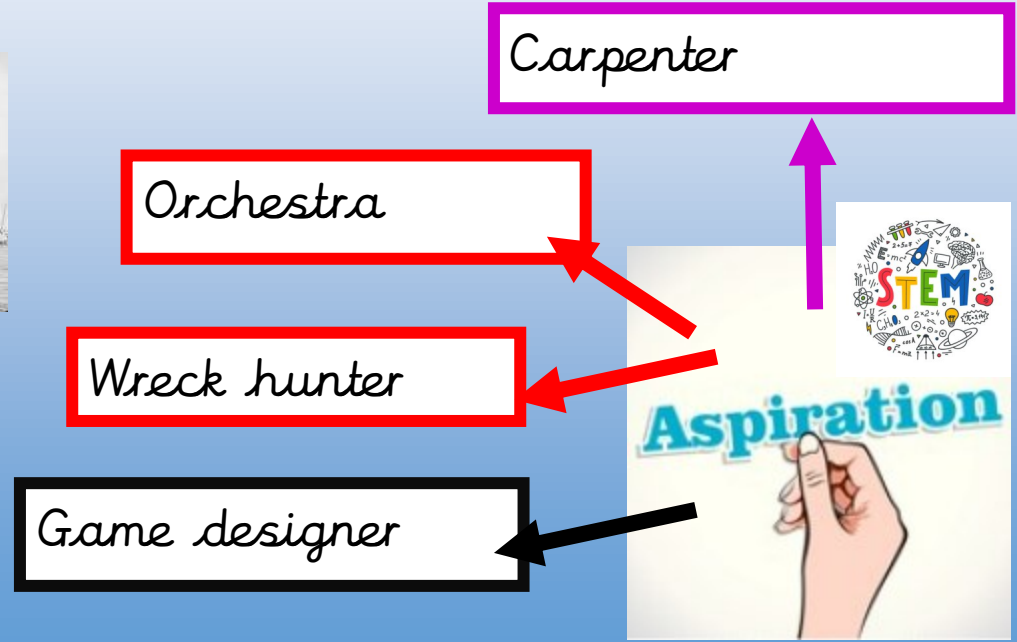 Carpenter
Orchestra
STEM
Wreck hunter
Aspiration
Game designer